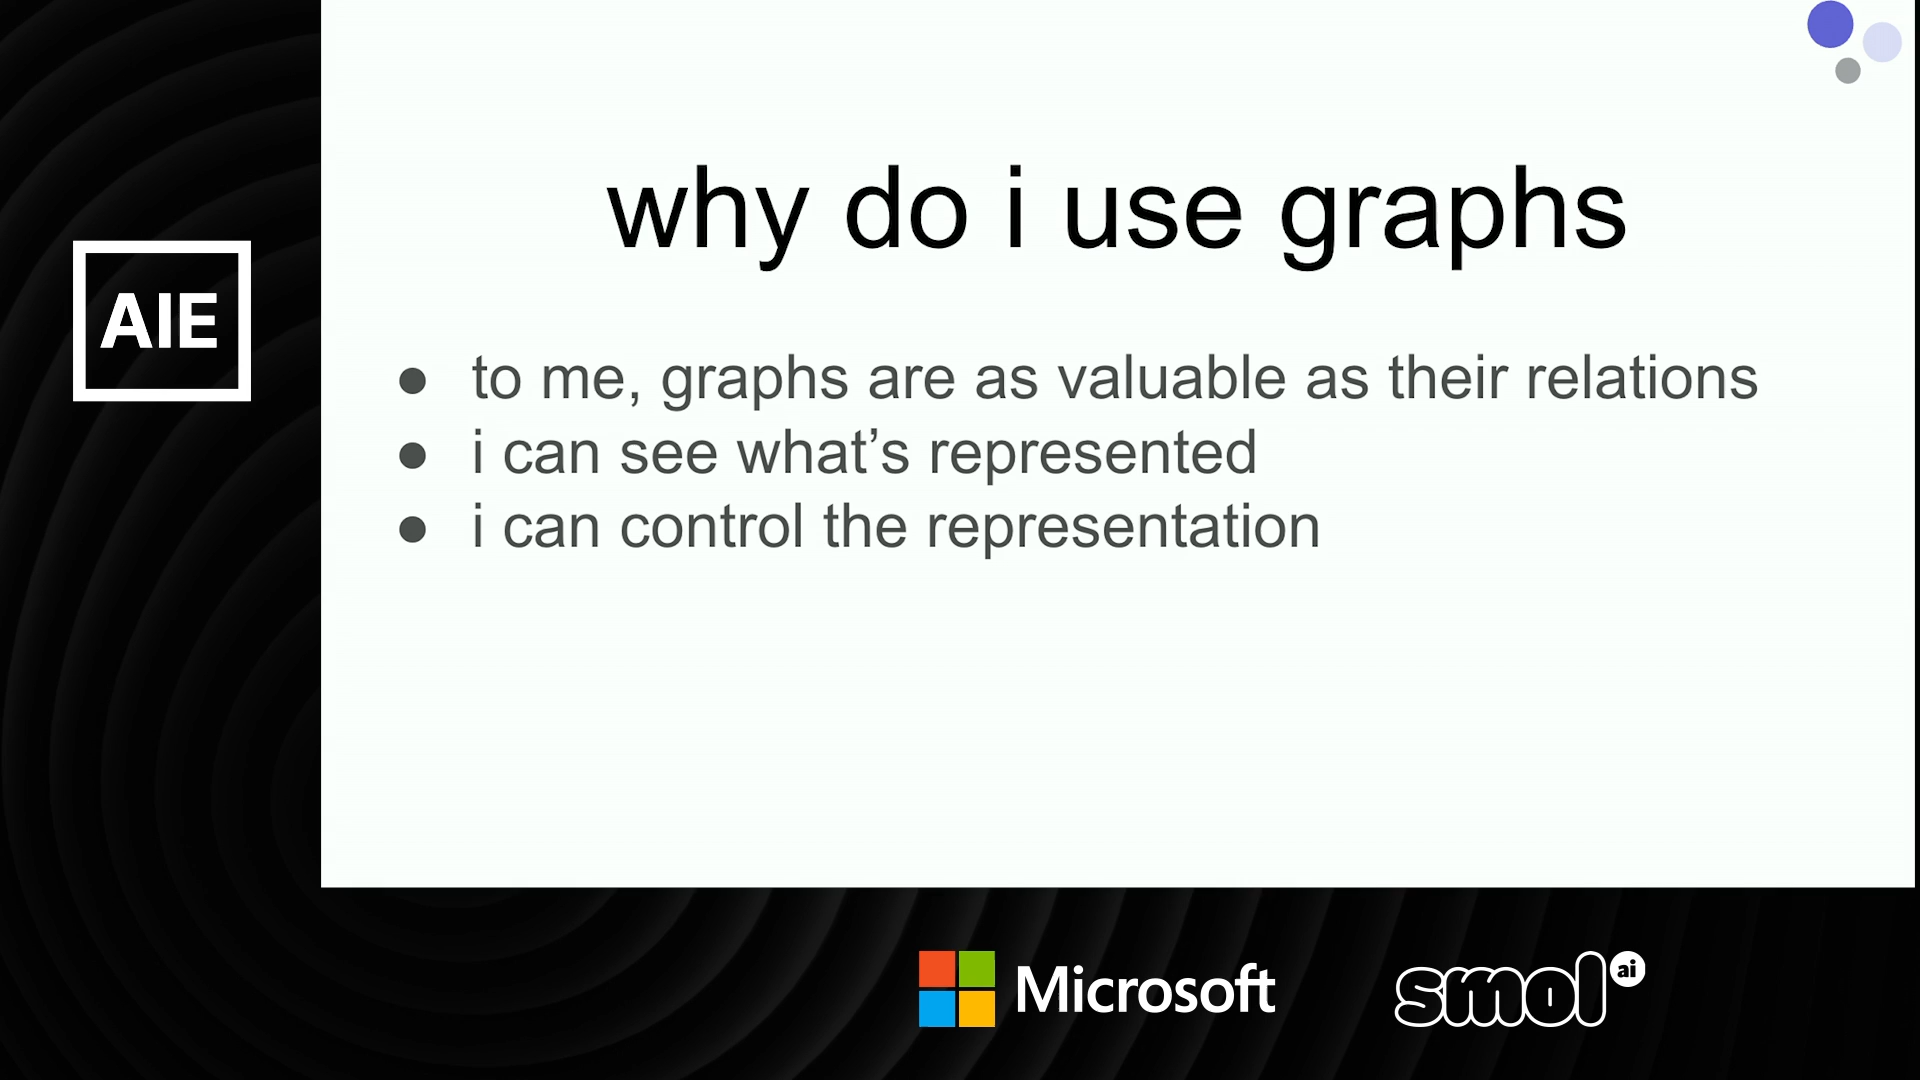 AIE
why do i use graphs
● to me, graphs are as valuable as their relations
● i can see what’s represented
● i can control the representation
Microsoft
smol ai